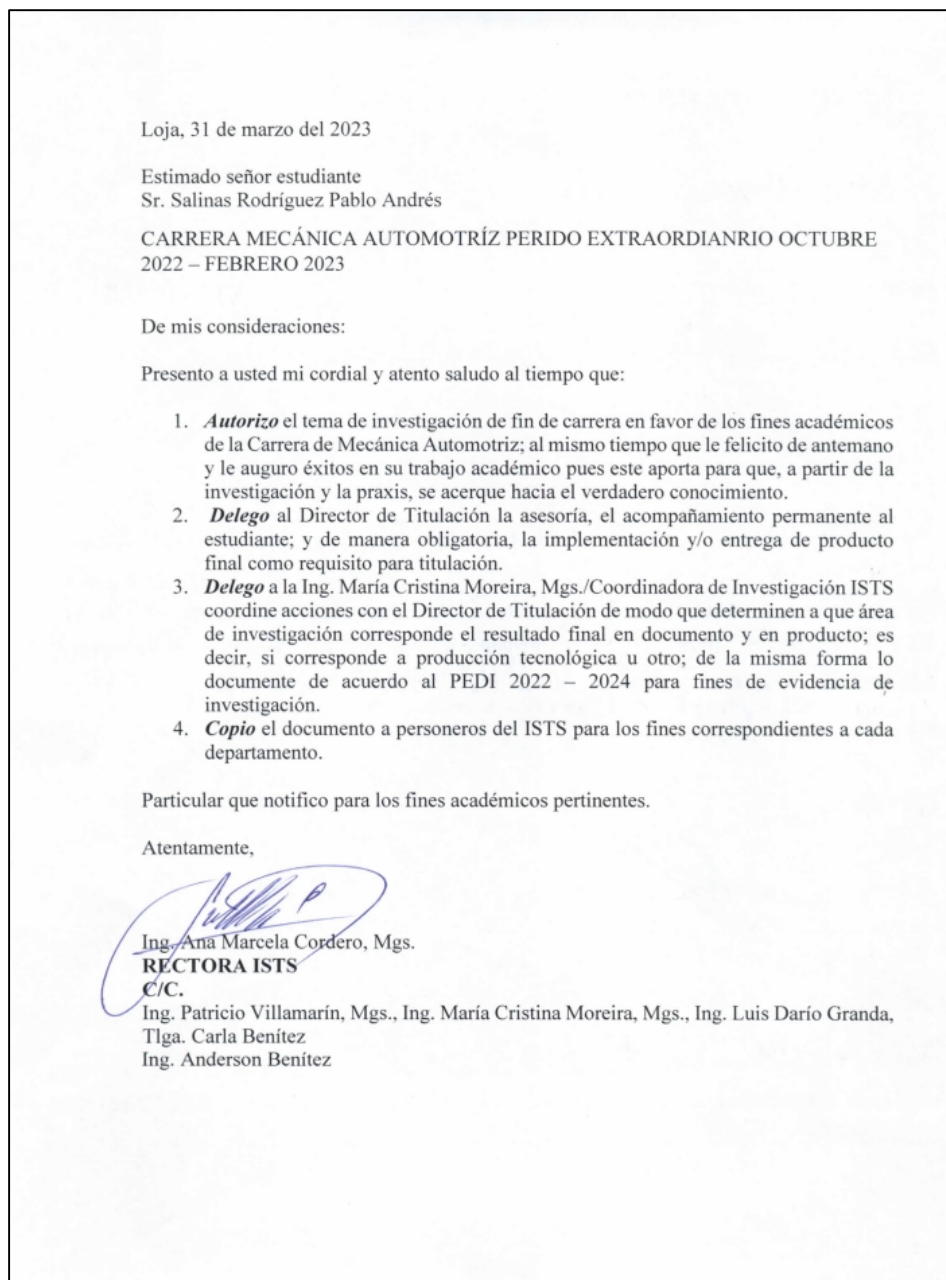 Loja, 31 de marzo del 2023
Estimado señor estudiante
Sr. Salinas Rodríguez Pablo Andrés
CARRERA MECÁNICA AUTOMOTRÍZ PERIDO EXTRAORDIANRIO OCTUBRE
2022 – FEBRERO 2023
De mis consideraciones:
Presento a usted mi cordial y atento saludo al tiempo que:
1. Autorizo el tema de investigación de fin de carrera en favor de los fines académicos
de la Carrera de Mecánica Automotriz; al mismo tiempo que le felicito de antemano
y le auguro éxitos en su trabajo académico pues este aporta para que, a partir de la
investigación y la praxis, se acerque hacia el verdadero conocimiento.
2. Delego al Director de Titulación la asesoría, el acompañamiento permanente al
estudiante; y de manera obligatoria, la implementación y/o entrega de producto
final como requisito para titulación.
3. Delego a la Ing. María Cristina Moreira, Mgs./Coordinadora de Investigación ISTS
coordine acciones con el Director de Titulación de modo que determinen a que área
de investigación corresponde el resultado final en documento y en producto; es
decir, si corresponde a producción tecnológica u otro; de la misma forma lo
documente de acuerdo al PEDI 2022 – 2024 para fines de evidencia de
investigación.
4. Copio el documento a personeros del ISTS para los fines correspondientes a cada
departamento.
Particular que notifico para los fines académicos pertinentes.
Atentamente,
Ing. Ana Marcela Cordero, Mgs.
RECTORA ISTS
C/C.
Ing. Patricio Villamarín, Mgs., Ing. María Cristina Moreira, Mgs., Ing. Luis Darío Granda,
Tlga. Carla Benítez
Ing. Anderson Benítez